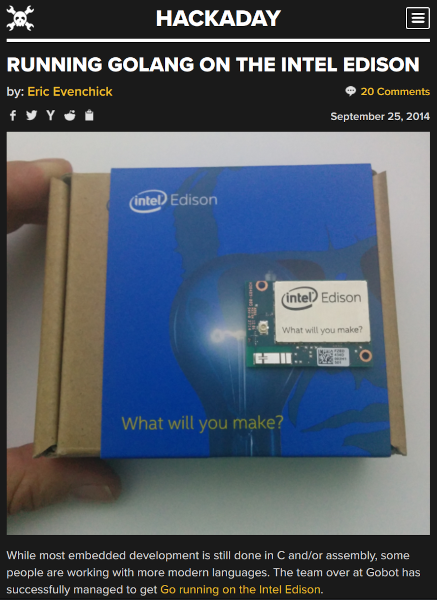 HACKADAY
RUNNING GOLANG ON THE INTEL EDISON
by: Eric Evenchick
20 Comments
September 25, 2014
intel Edison
intel Edison
What will you make?
What will you make?
While most embedded development is still done in C and/or assembly, some
people are working with more modern languages. The team over at Gobot has
successfully managed to get Go running on the Intel Edison.